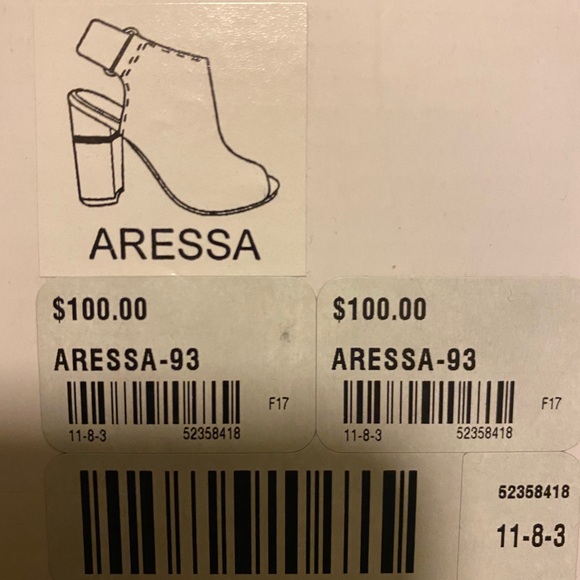 ARESSA
$100.00
ARESSA-93
F17
11-8-3 52358418
$100.00
ARESSA-93
F17
11-8-3 52358418
52358418
11-8-3